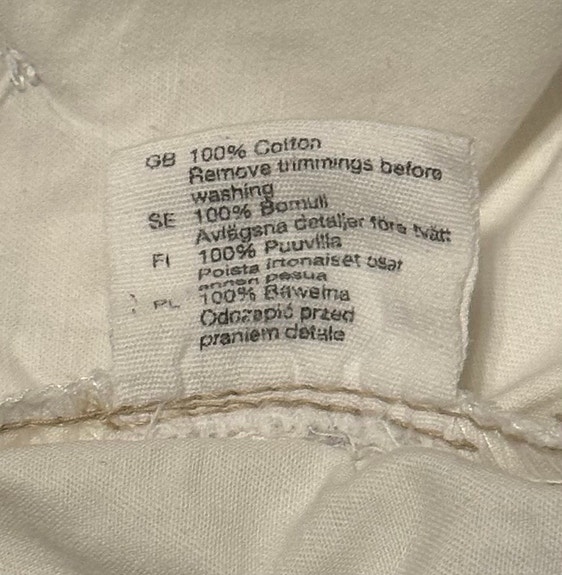 GB 100% Cotton
Remove trimmings before
washing
SE 100% Bomull
Avlägsna detaljer före tvätt
FI 100% Puuvilla
Poista irtonaiset osat
ennen pesua
PL 100% Bawełna
Odczepić przed
praniem detale